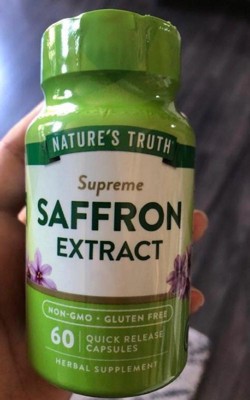 NATURE'S TRUTH
Supreme
SAFFRON
EXTRACT
NON-GMO • GLUTEN FREE
60 QUICK RELEASE
CAPSULES
HERBAL SUPPLEMENT